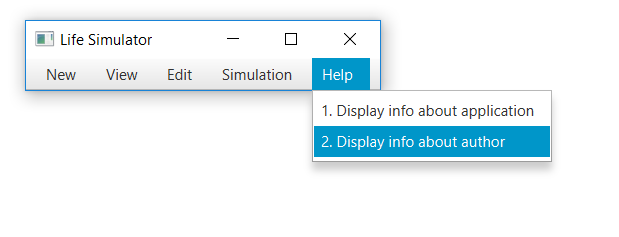 Life Simulator
New View Edit Simulation Help
1. Display info about application
2. Display info about author